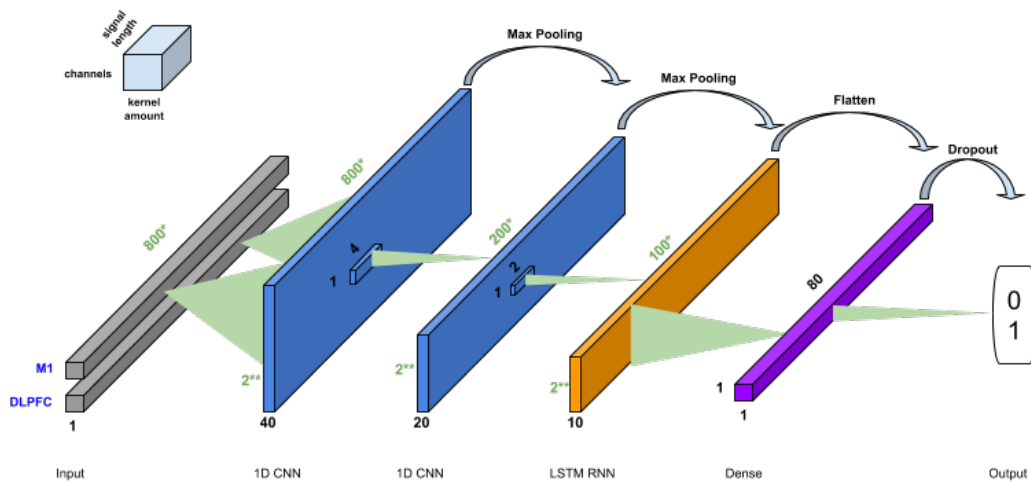 signal
length
channels
kernel
amount
Max Pooling
Max Pooling
Flatten
Dropout
800*
800*
200*
100*
80
4
1
2
1
0
1
M1
DLPFC
2**
2**
2**
1
1
1
40
20
10
Input
1D CNN
1D CNN
LSTM RNN
Dense
Output